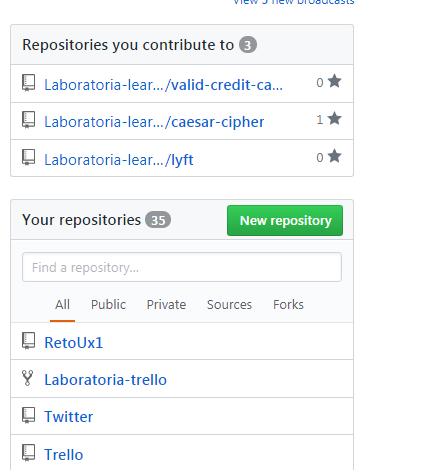 View 5 new broadcasts
Repositories you contribute to 3
Laboratoria-lear... /valid-credit-ca... 0
Laboratoria-lear... /caesar-cipher 1
Laboratoria-lear... /lyft 0
Your repositories 35 New repository
Find a repository...
All Public Private Sources Forks
RetoUx1
Laboratoria-trello
Twitter
Trello